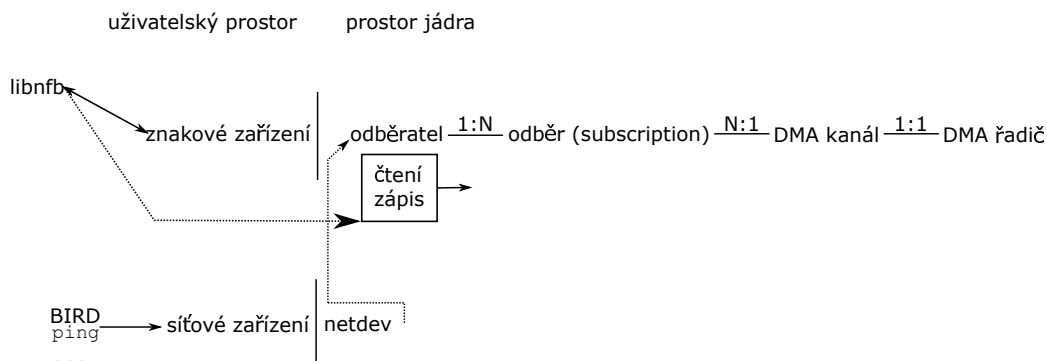 uživatelský prostor prostor jádra
libnfb
znakové zařízení odběratel 1:N odběr (subscription) N:1 DMA kanál 1:1 DMA řadič
čtení
zápis
BIRD
ping
síťové zařízení netdev
...